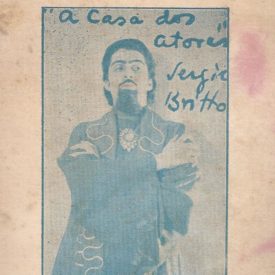 "A Casa dos
atores"
Sergio
Britto